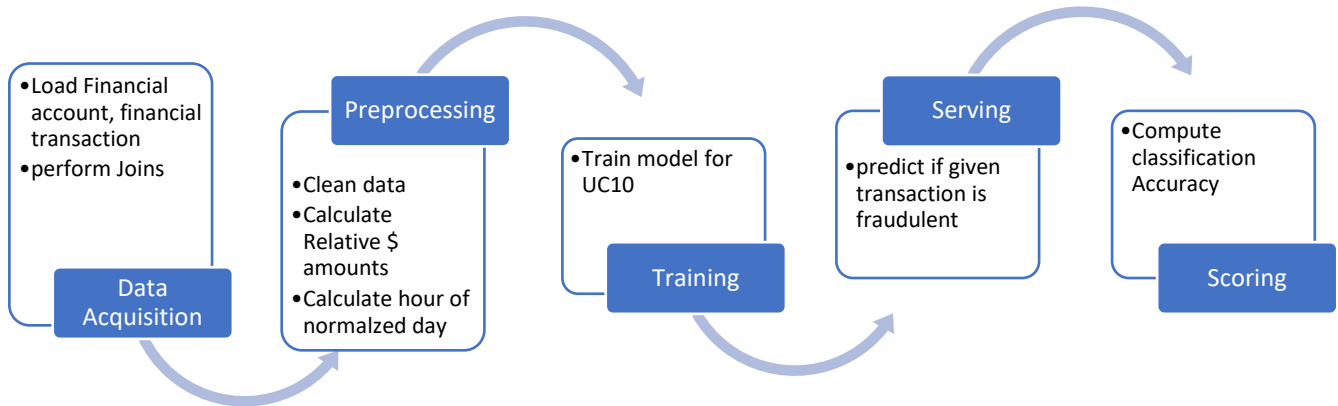 •Load Financial
account, financial
transaction
•perform Joins
Data
Acquisition
Preprocessing
•Clean data
•Calculate
Relative $
amounts
•Calculate hour of
normalzed day
•Train model for
UC10
Training
Serving
•predict if given
transaction is
fraudulent
•Compute
classification
Accuracy
Scoring